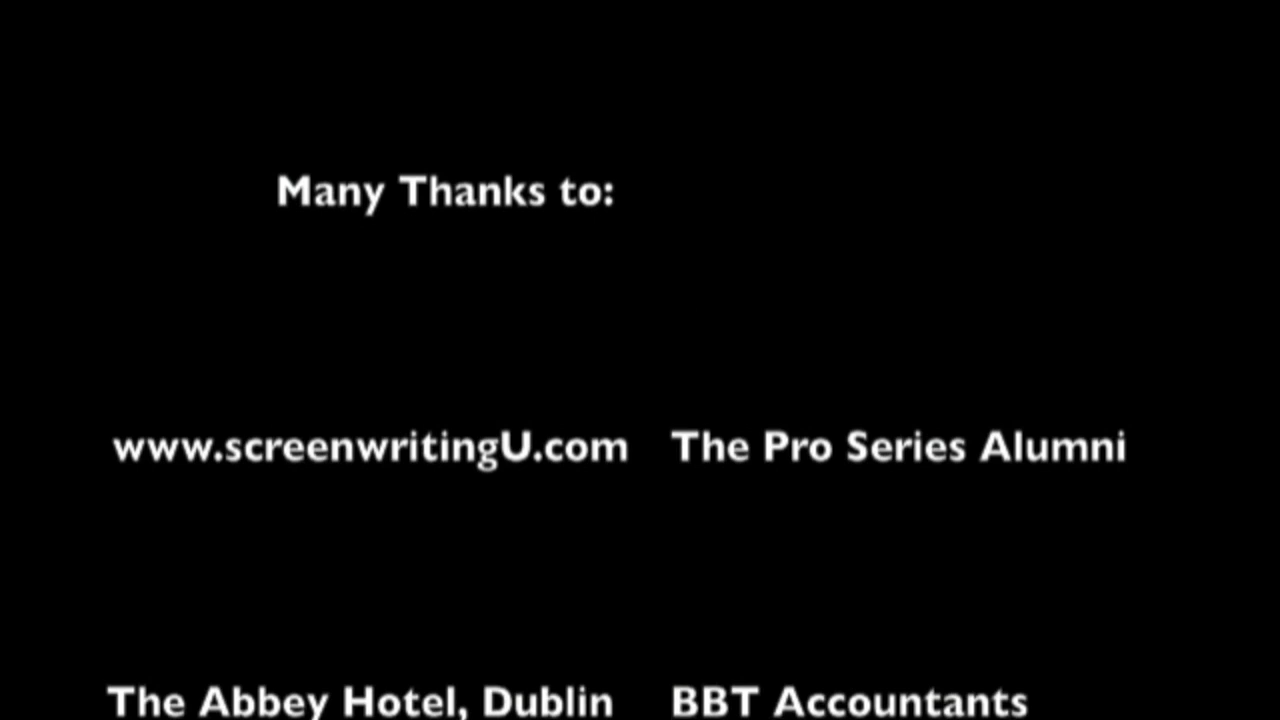 Many Thanks to:
www.screenwritingU.com The Pro Series Alumni
The Abbey Hotel, Dublin BBT Accountants